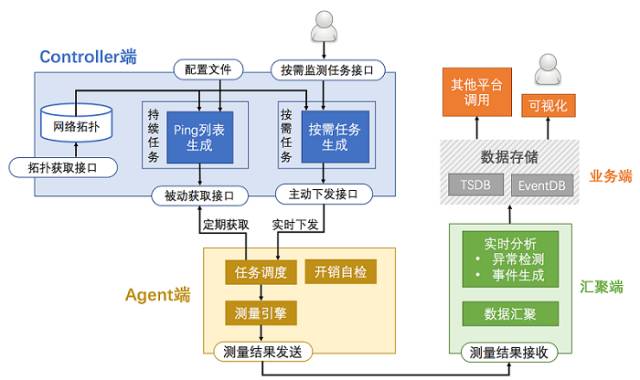 Controller端
配置文件
按需监测任务接口
网络拓扑
持续任务
Ping列表
生成
按需任务
按需任务
生成
拓扑获取接口
被动获取接口
主动下发接口
定期获取
实时下发
Agent端
任务调度
开销自检
测量引擎
测量结果发送
其他平台
调用
可视化
数据存储
TSDB
EventDB
业务端
实时分析
• 异常检测
• 事件生成
数据汇聚
汇聚端
测量结果接收